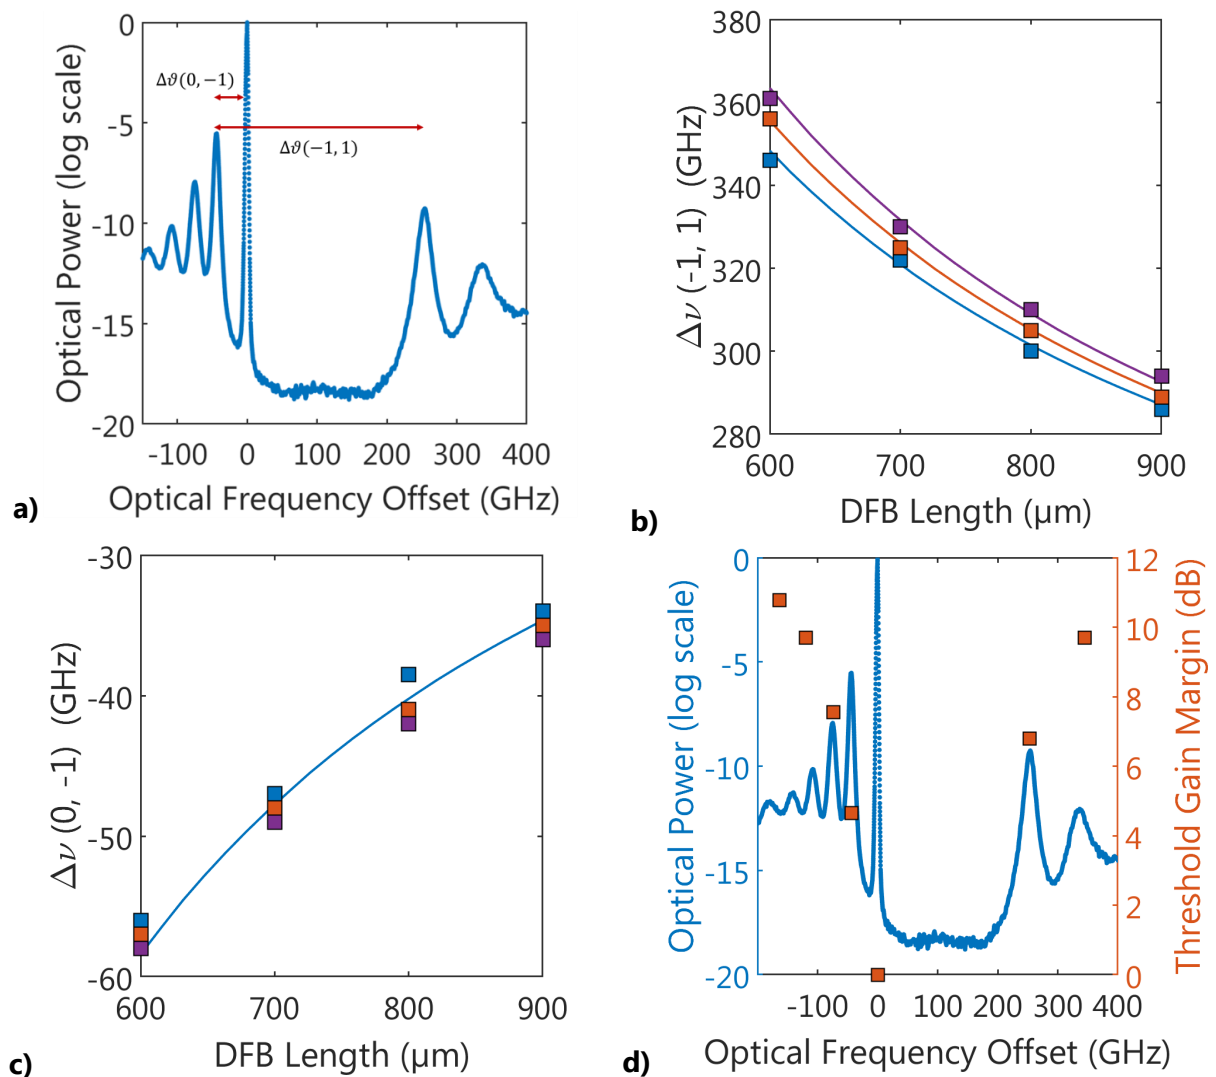 0
-5
-10
-15
-20
Optical Power (log scale)
Δϑ(0,−1)
Δϑ(−1,1)
-100 0 100 200 300 400
Optical Frequency Offset (GHz)
a)
380
360
340
320
300
280
Δν (-1, 1) (GHz)
600 700 800 900
DFB Length (μm)
b)
-30
-40
-50
-60
Δν (0, -1) (GHz)
600 700 800 900
DFB Length (μm)
c)
0
-5
-10
-15
-20
Optical Power (log scale)
12
10
8
6
4
2
0
Threshold Gain Margin (dB)
-100 0 100 200 300 400
Optical Frequency Offset (GHz)
d)